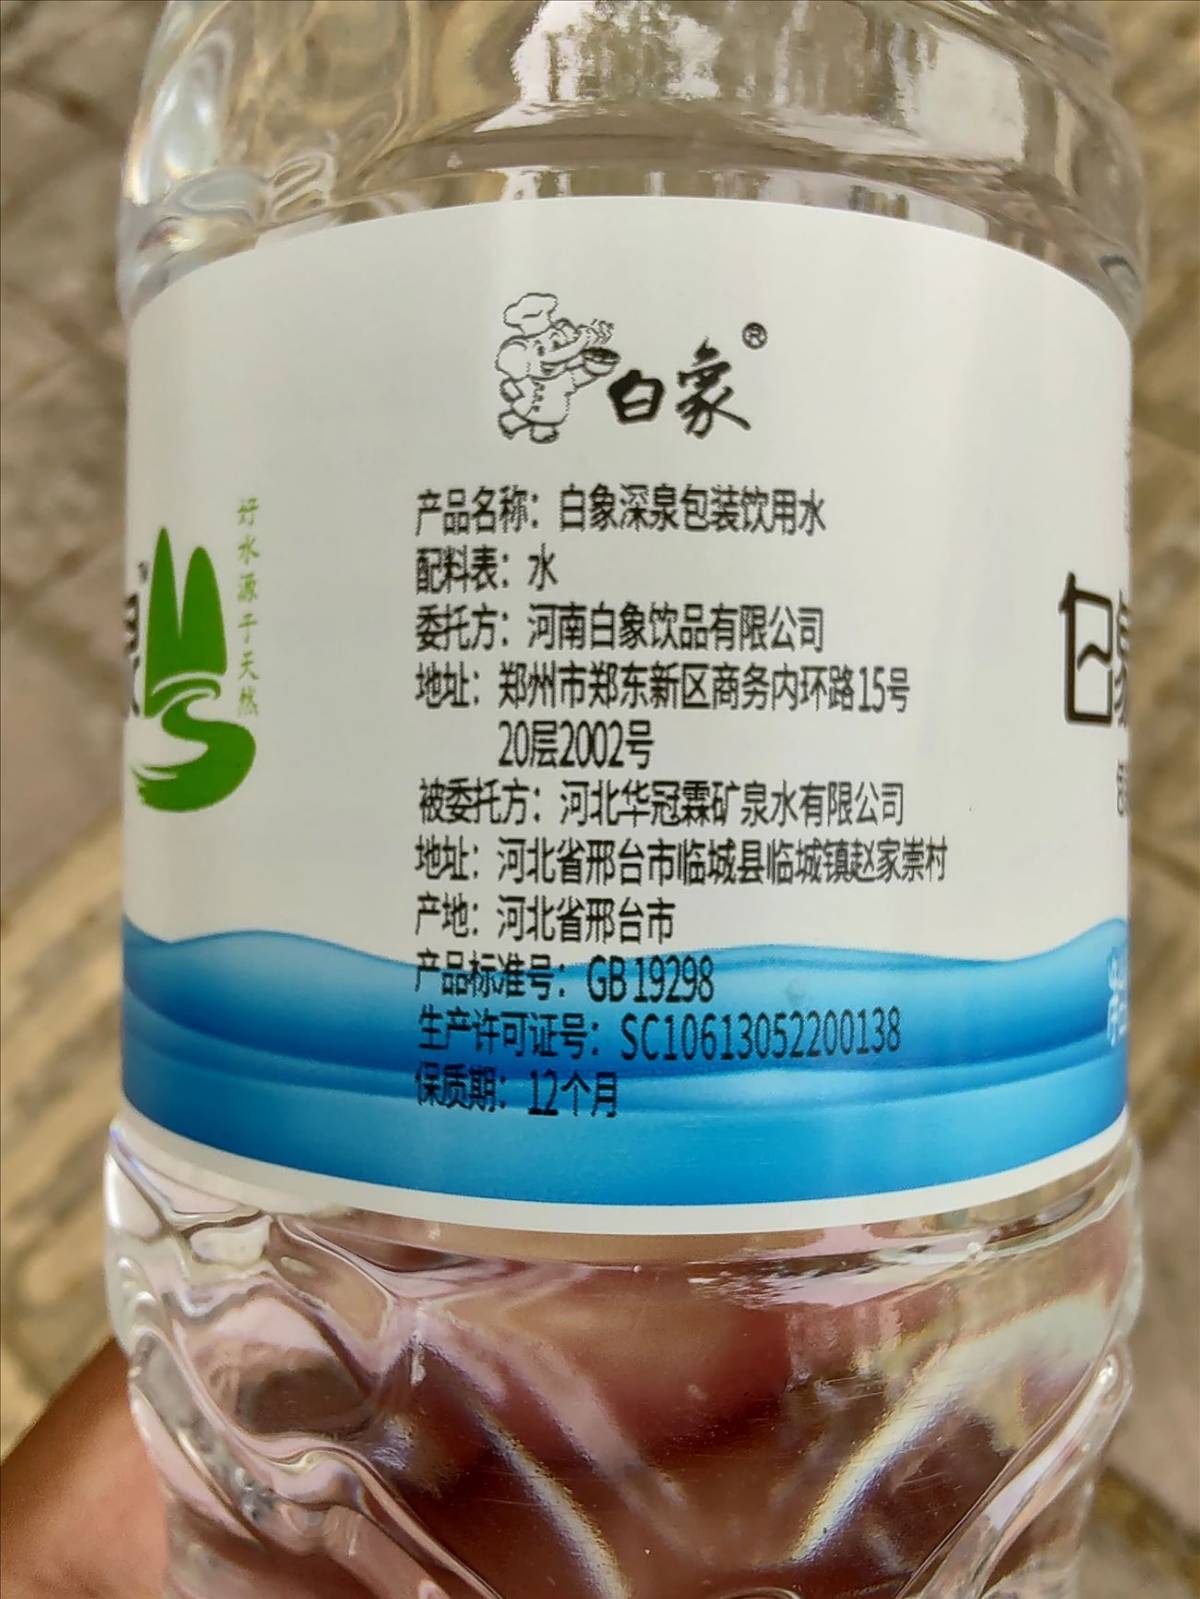 白象®
产品名称：白象深泉包装饮用水
配料表：水
委托方：河南白象饮品有限公司
地址：郑州市郑东新区商务内环路15号
20层2002号
被委托方：河北华冠霖矿泉水有限公司
地址：河北省邢台市临城县临城镇赵家崇村
产地：河北省邢台市
产品标准号：GB 19298
生产许可证号：SC10613052200138
保质期：12个月
好水源于天然
白象